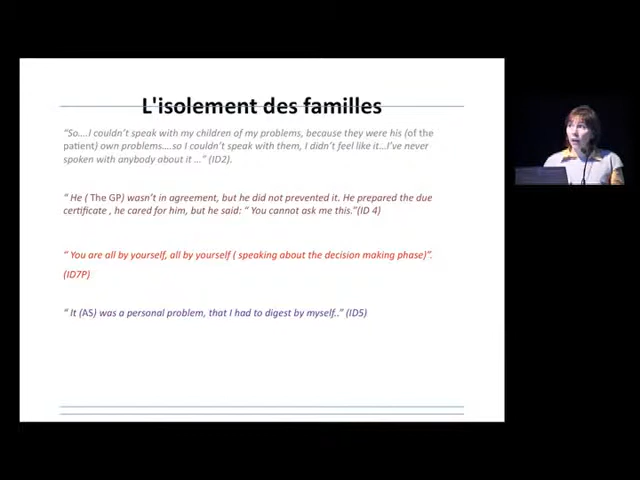 L'isolement des familles
"So....I couldn't speak with my children of my problems, because they were his (of the
patient) own problems....so I couldn't speak with them, I didn't feel like it...I've never
spoken with anybody about it ..." (ID2).
" He ( The GP) wasn't in agreement, but he did not prevented it. He prepared the due
certificate , he cared for him, but he said: " You cannot ask me this."(ID 4)
" You are all by yourself, all by yourself ( speaking about the decision making phase)".
(ID7P)
" It (AS) was a personal problem, that I had to digest by myself.." (ID5)